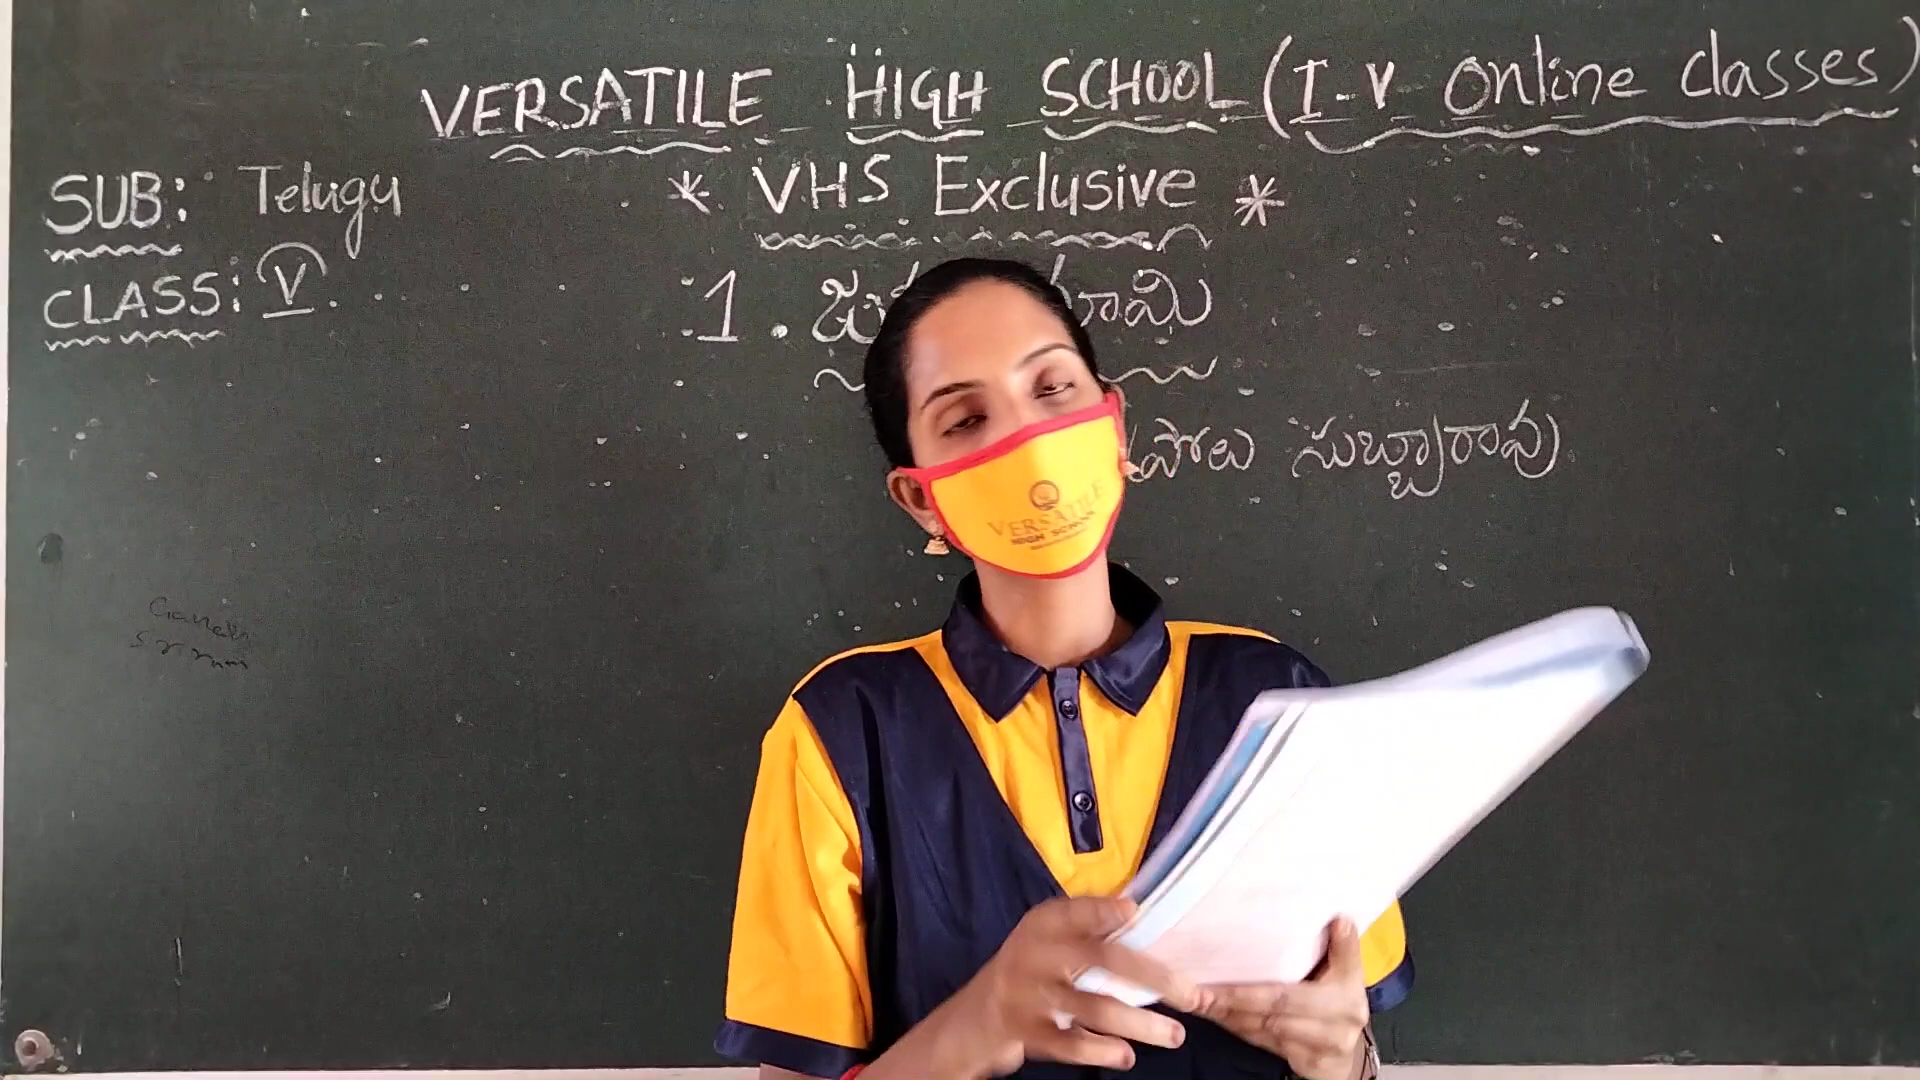 VERSATILE HIGH SCHOOL (I-V Online classes)
SUB: Telugu
* VHS Exclusive *
CLASS: V
1.
సుబ్బారావు
VERSATILE
HIGH SCHOOL